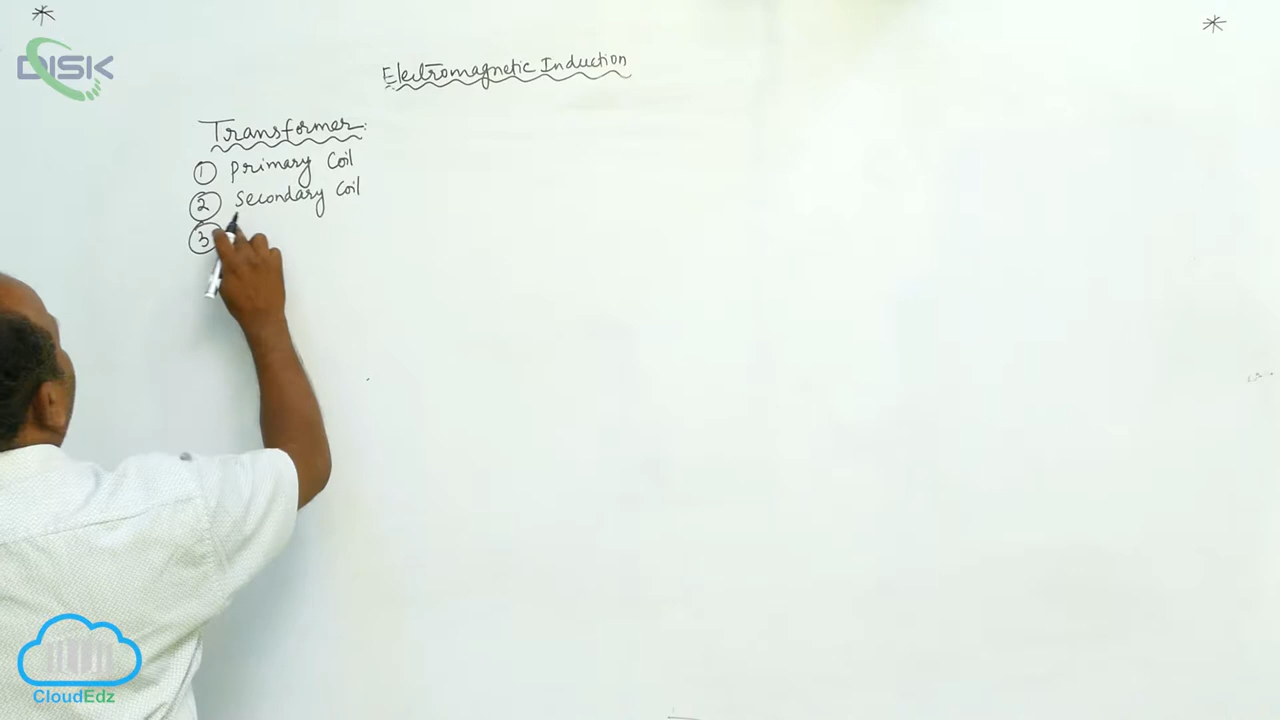 DISK
Electromagnetic Induction
Transformer:
① Primary Coil
② Secondary Coil
③
CloudEdz